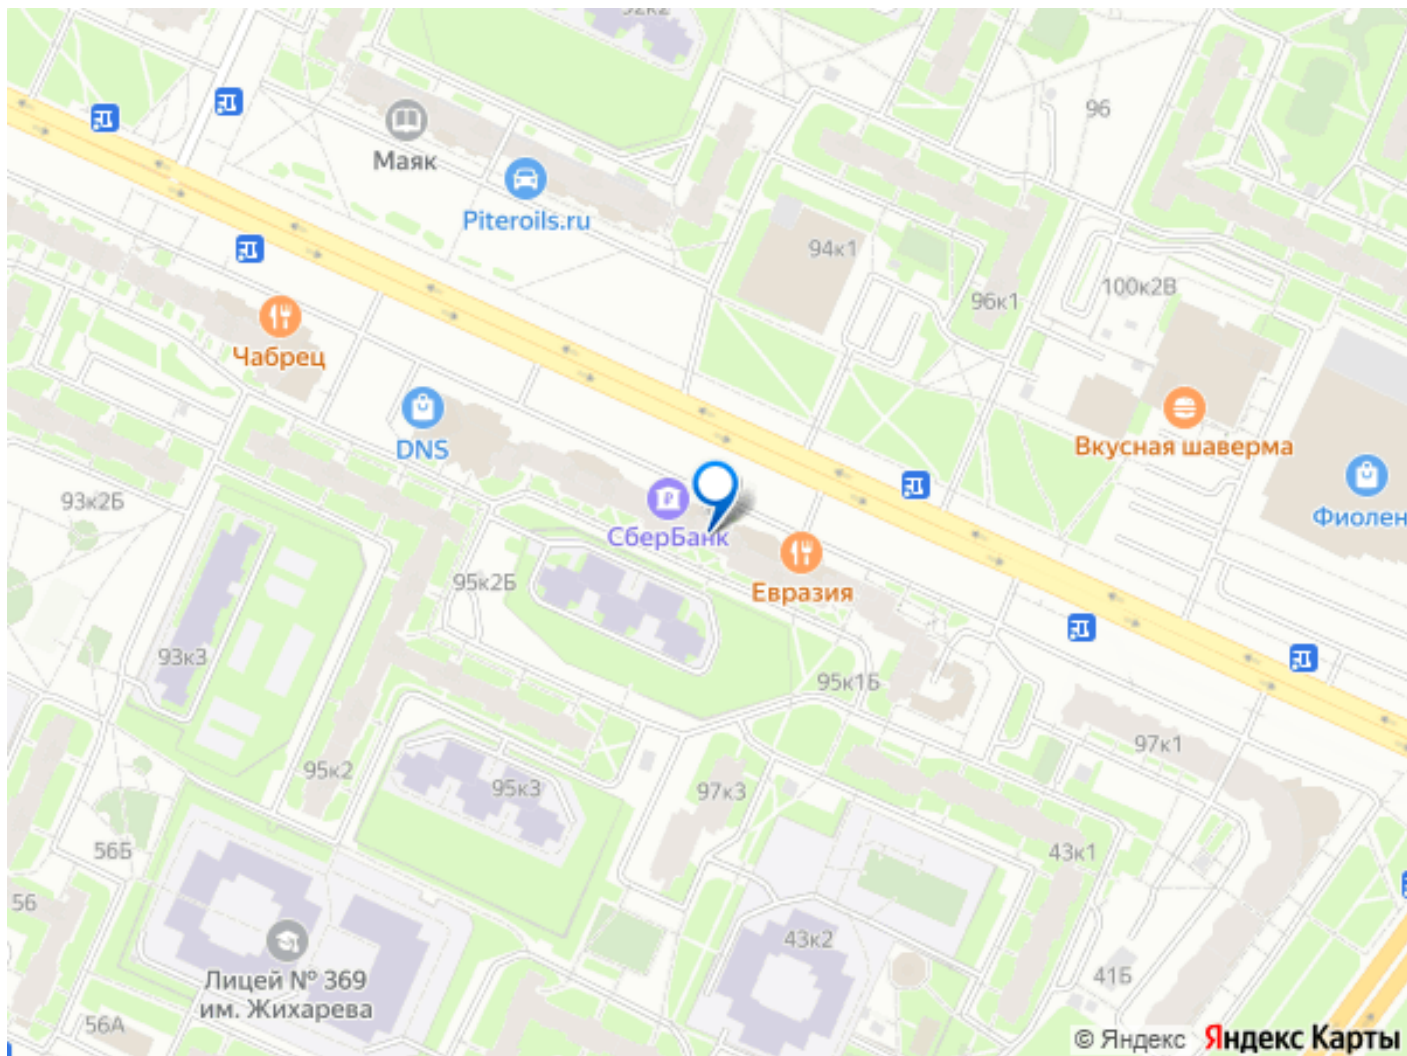 92к2
96
Маяк
Piteroils.ru
94к1
100к2В
96к1
Чабрец
DNS
Вкусная шаверма
93к2Б
СберБанк
Фиолен
95к2Б
Евразия
93к3
95к1Б
97к1
95к2
95к3
97к3
56Б
43к1
56
43к2
41Б
Лицей № 369
им. Жихарева
56А
© Яндекс Яндекс Карты